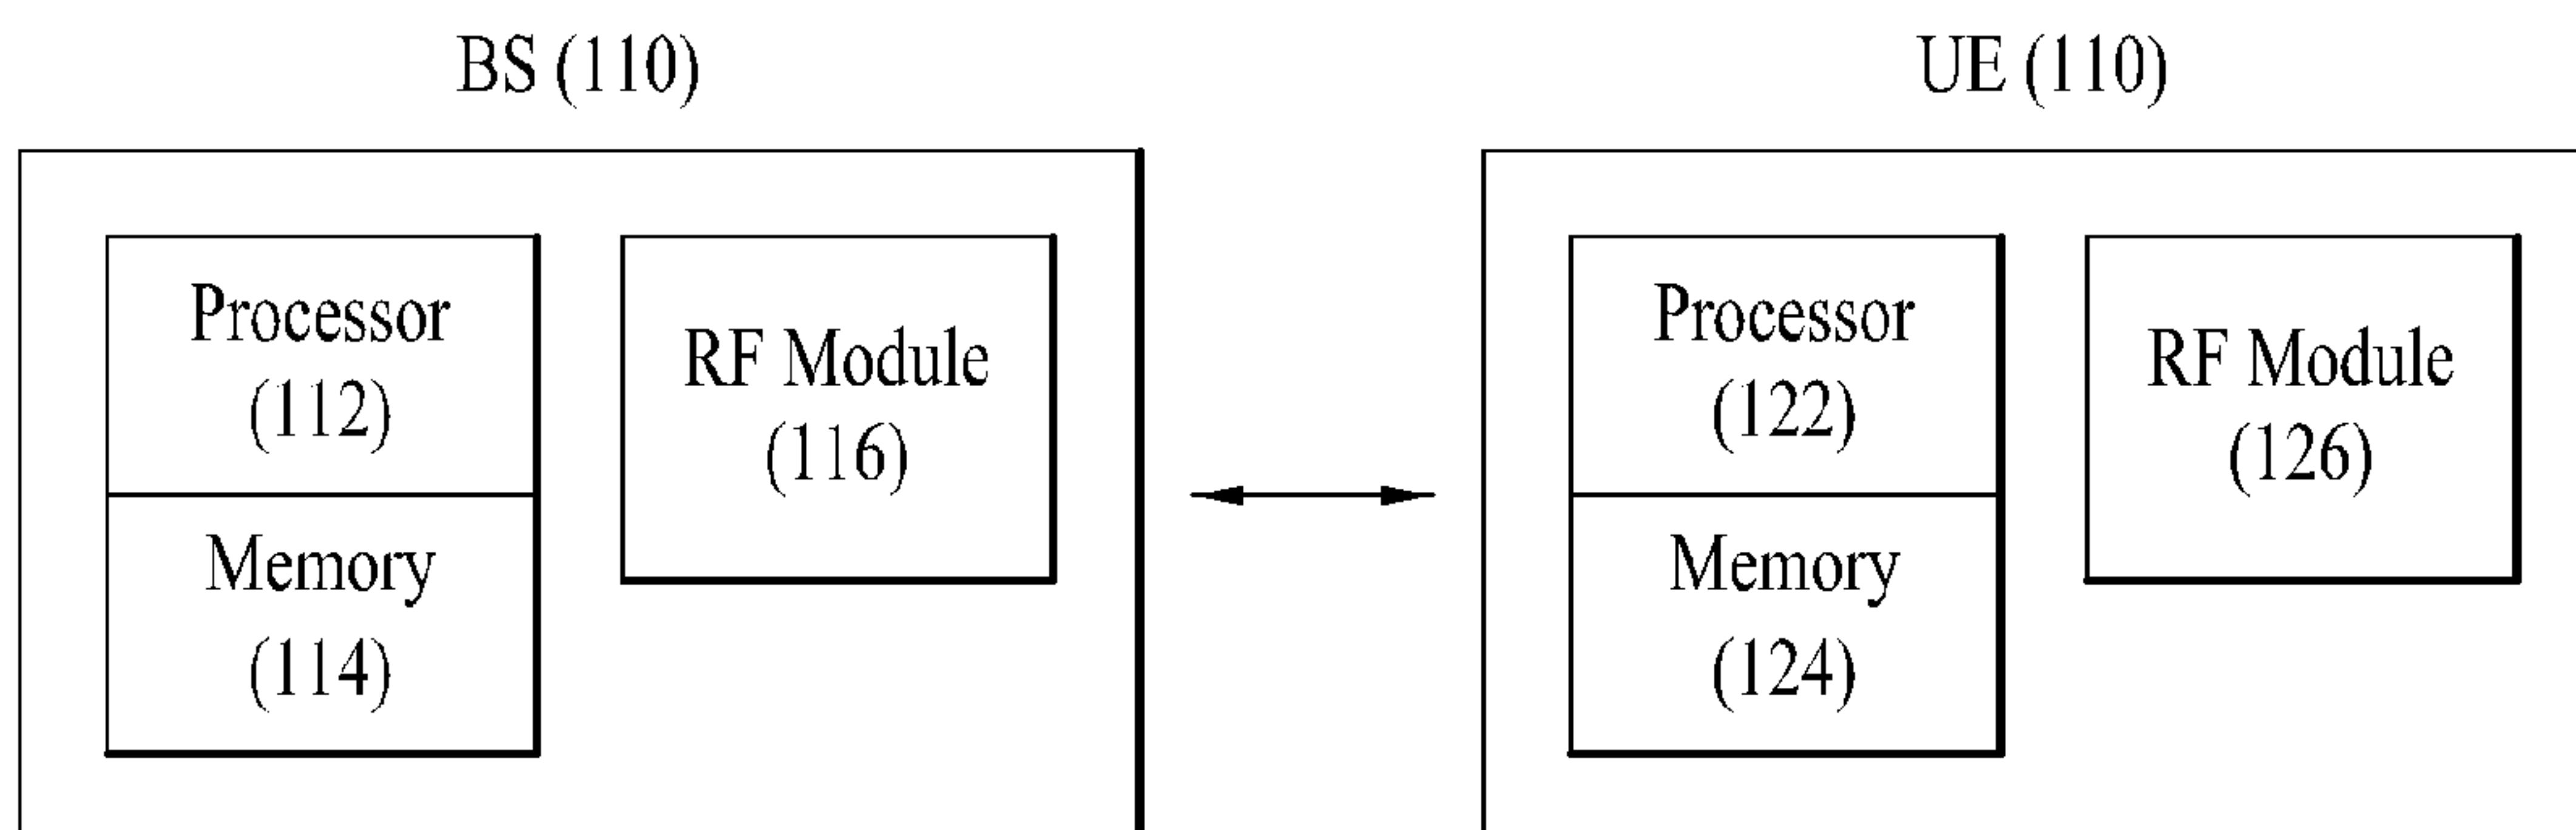 BS (110)
UE (110)
Processor
(112)
Memory
(114)
RF Module
(116)
Processor
(122)
Memory
(124)
RF Module
(126)